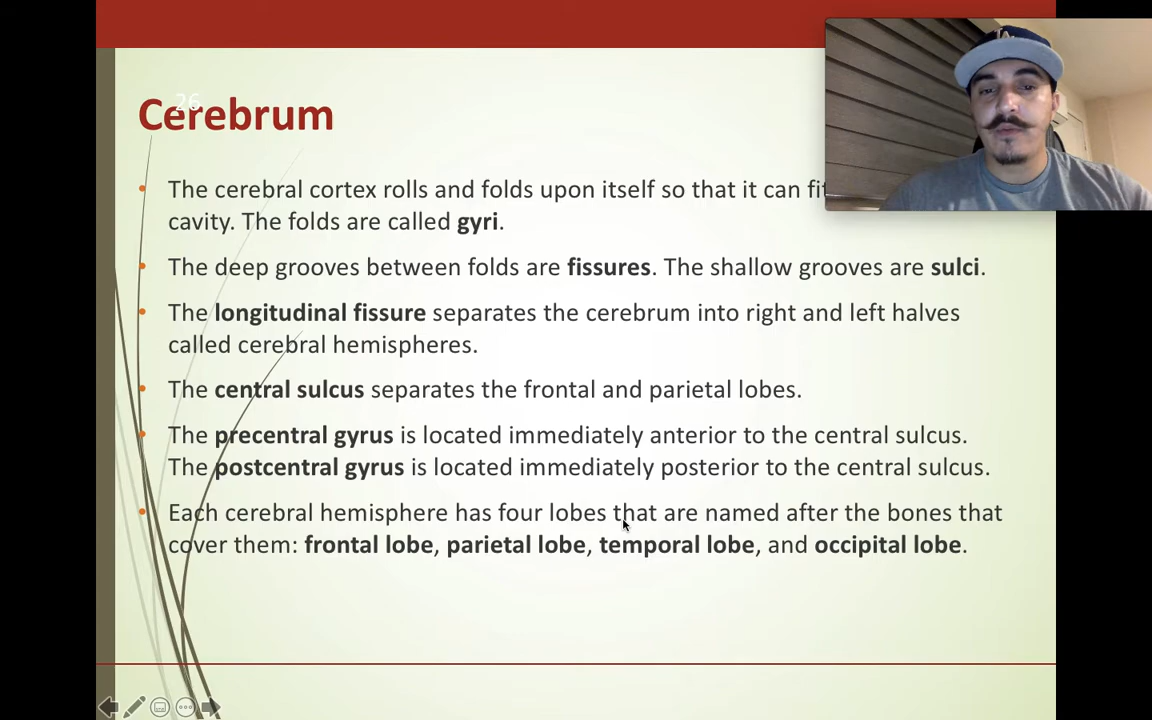 26
Cerebrum
• The cerebral cortex rolls and folds upon itself so that it can fit
cavity. The folds are called gyri.
• The deep grooves between folds are fissures. The shallow grooves are sulci.
• The longitudinal fissure separates the cerebrum into right and left halves
called cerebral hemispheres.
• The central sulcus separates the frontal and parietal lobes.
• The precentral gyrus is located immediately anterior to the central sulcus.
The postcentral gyrus is located immediately posterior to the central sulcus.
• Each cerebral hemisphere has four lobes that are named after the bones that
cover them: frontal lobe, parietal lobe, temporal lobe, and occipital lobe.